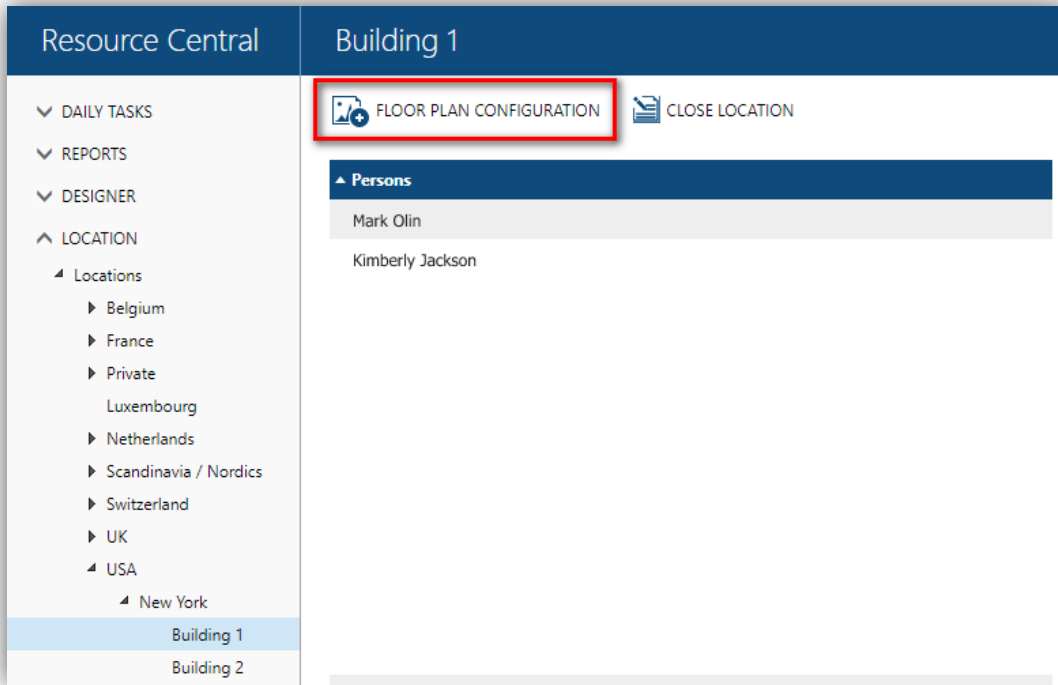 Resource Central
Building 1
DAILY TASKS
REPORTS
DESIGNER
LOCATION
Locations
Belgium
France
Private
Luxembourg
Netherlands
Scandinavia / Nordics
Switzerland
UK
USA
New York
Building 1
Building 2
FLOOR PLAN CONFIGURATION
CLOSE LOCATION
Persons
Mark Olin
Kimberly Jackson